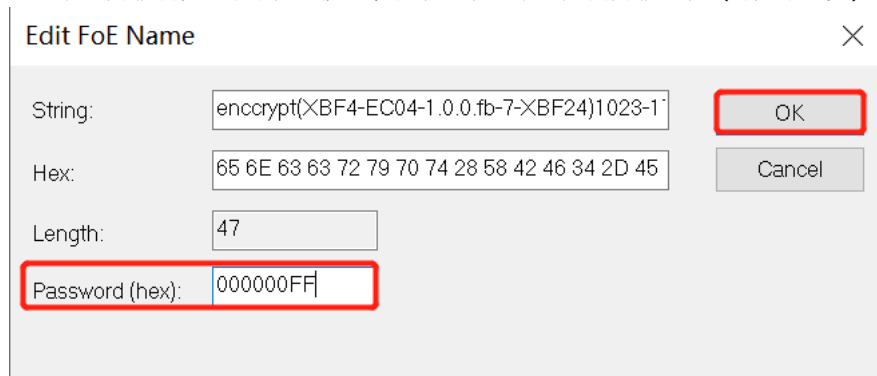 Edit FoE Name
String: enccrypt(XBF4-EC04-1.0.0.fb-7-XBF24)1023-1 OK
Hex: 65 6E 63 63 72 79 70 74 28 58 42 46 34 2D 45 Cancel
Length: 47
Password (hex): 000000FF